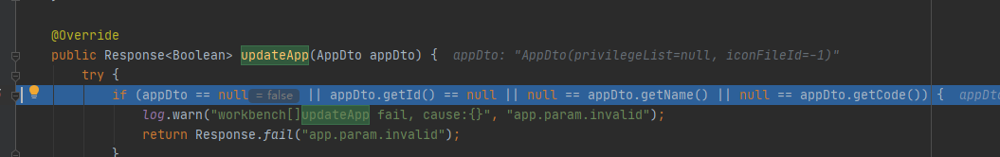 @Override
public Response<Boolean> updateApp(AppDto appDto) { appDto: "AppDto(privilegeList=null, iconFileId=-1)"
try {
if (appDto == null = false || appDto.getId() == null || null == appDto.getName() || null == appDto.getCode()) { appDto
log.warn("workbench[]updateApp fail, cause:{}", "app.param.invalid");
return Response.fail("app.param.invalid");
}